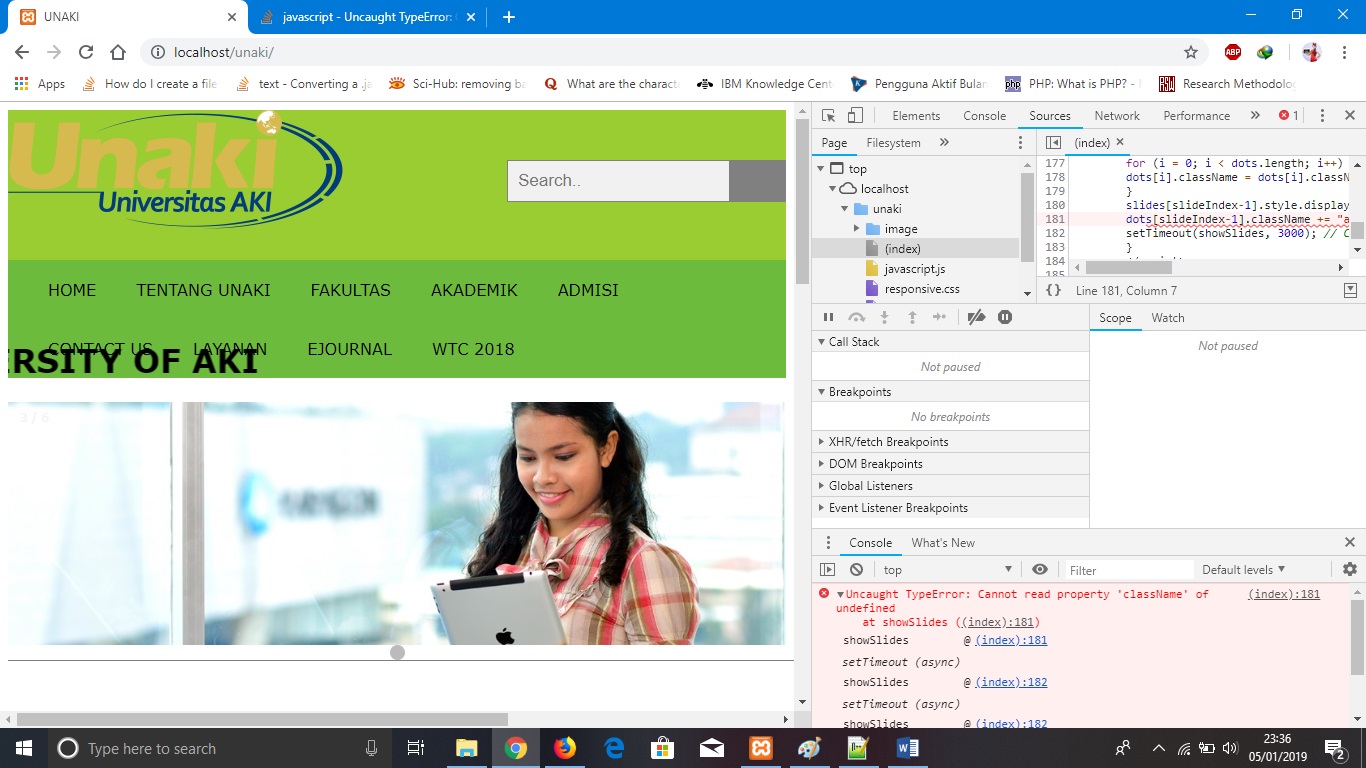 UNAKI
javascript - Uncaught TypeError:
localhost/unaki/
ABP
Apps
How do I create a file
text - Converting a .ja
Sci-Hub: removing ba
What are the characte
IBM Knowledge Cent
Pengguna Aktif Bulan
php
PHP: What is PHP? -
Research Methodolog
Unaki
Universitas AKI
Search..
HOME
TENTANG UNAKI
FAKULTAS
AKADEMIK
ADMISI
CONTACT US
LAYANAN
EJOURNAL
WTC 2018
ERSITY OF AKI
3 / 6
Elements
Console
Sources
Network
Performance
1
Page
Filesystem
(index)
top
localhost
unaki
image
(index)
javascript.js
responsive.css
177 for (i = 0; i < dots.length; i++)
178 dots[i].className = dots[i].classN
179 }
180 slides[slideIndex-1].style.display
181 dots[slideIndex-1].className += "a
182 setTimeout(showSlides, 3000); // C
183 }
184
185
{} Line 181, Column 7
Call Stack
Not paused
Breakpoints
No breakpoints
XHR/fetch Breakpoints
DOM Breakpoints
Global Listeners
Event Listener Breakpoints
Scope
Watch
Not paused
Console
What's New
top
Filter
Default levels
Uncaught TypeError: Cannot read property 'className' of undefined
(index):181
at showSlides ((index):181)
showSlides @ (index):181
setTimeout (async)
showSlides @ (index):182
setTimeout (async)
showSlides @ (index):182
Type here to search
23:36
05/01/2019
2